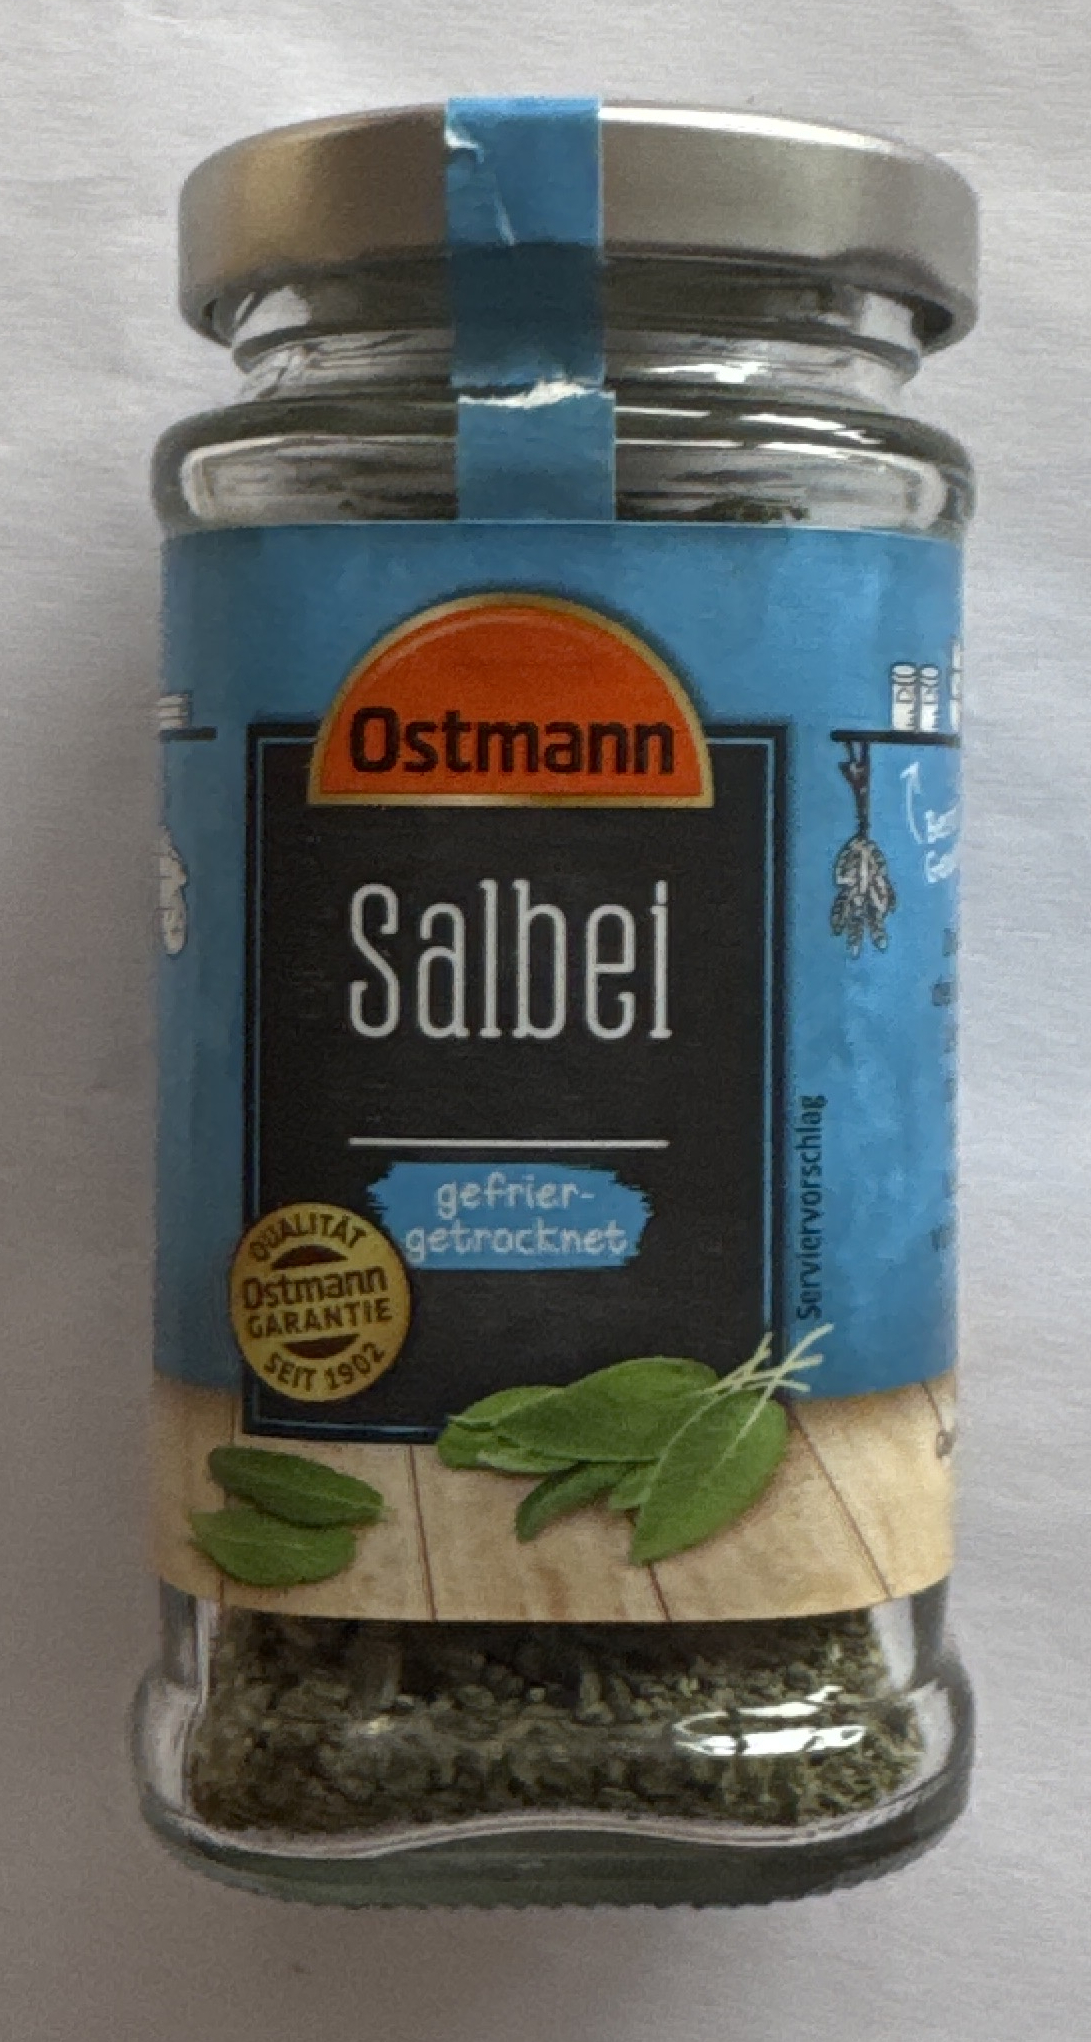 Ostmann
Salbei
gefrier-
getrocknet
QUALITÄT
Ostmann
GARANTIE
SEIT 1902
Serviervorschlag